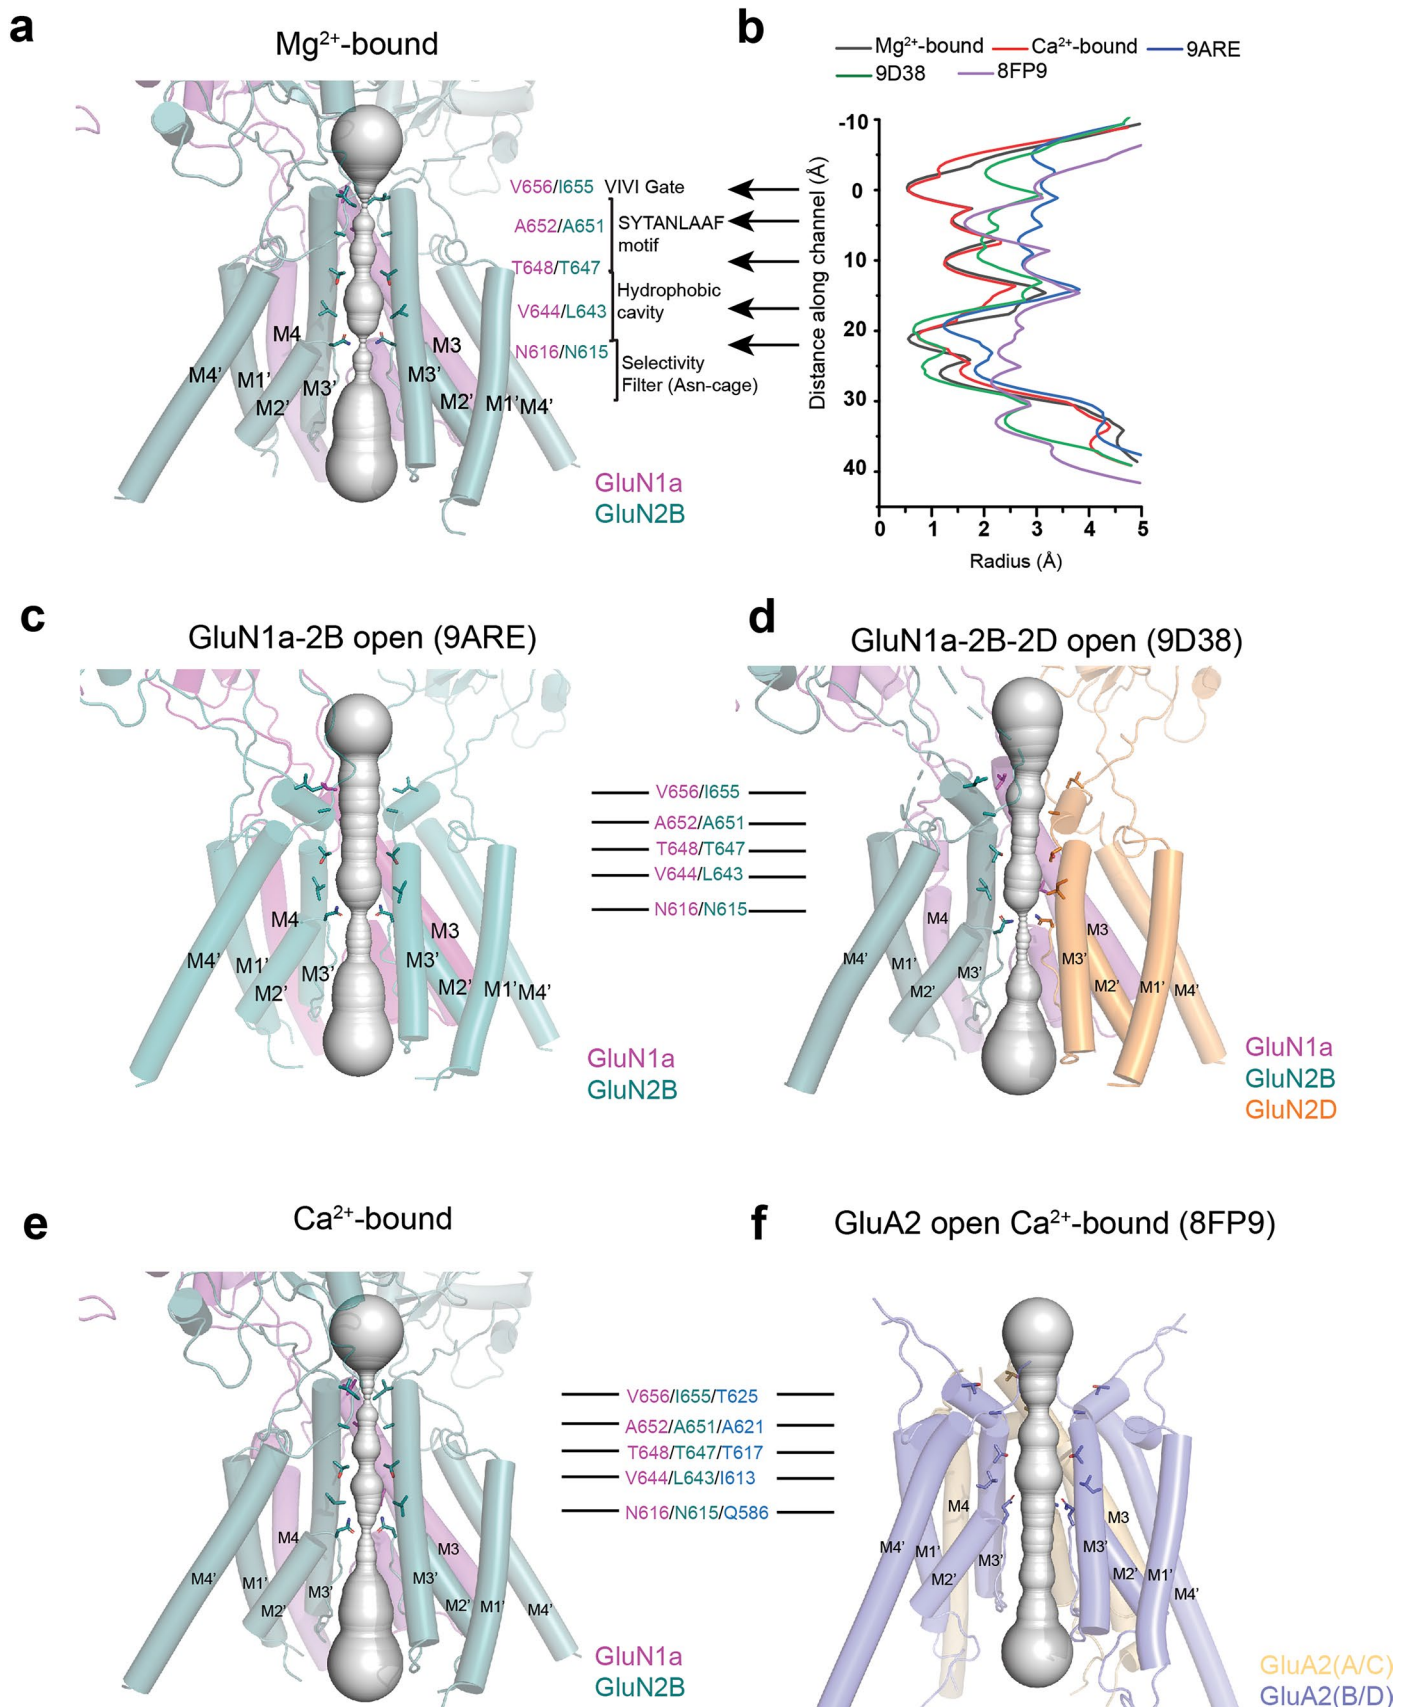 a
Mg²⁺-bound
V656/I655 VIVI Gate
A652/A651
SYTANLAAF
motif
T648/T647
Hydrophobic
cavity
V644/L643
N616/N615
Selectivity
Filter (Asn-cage)
M4
M3
M4'
M1'
M3'
M3'
M2'
M2'
M1'
M4'
GluN1a
GluN2B
b
Mg²⁺-bound
Ca²⁺-bound
9ARE
9D38
8FP9
Distance along channel (Å)
-10
0
10
20
30
40
0 1 2 3 4 5
Radius (Å)
c
GluN1a-2B open (9ARE)
M4
M3
M4'
M1'
M3'
M3'
M2'
M2'
M1'
M4'
GluN1a
GluN2B
V656/I655
A652/A651
T648/T647
V644/L643
N616/N615
d
GluN1a-2B-2D open (9D38)
M4
M3
M4'
M1'
M3'
M3'
M2'
M2'
M1'
M4'
GluN1a
GluN2B
GluN2D
e
Ca²⁺-bound
M4
M3
M4'
M1'
M3'
M3'
M2'
M2'
M1'
M4'
GluN1a
GluN2B
V656/I655/T625
A652/A651/A621
T648/T647/T617
V644/L643/I613
N616/N615/Q586
f
GluA2 open Ca²⁺-bound (8FP9)
M4
M3
M4'
M1'
M3'
M3'
M2'
M2'
M1'
M4'
GluA2(A/C)
GluA2(B/D)